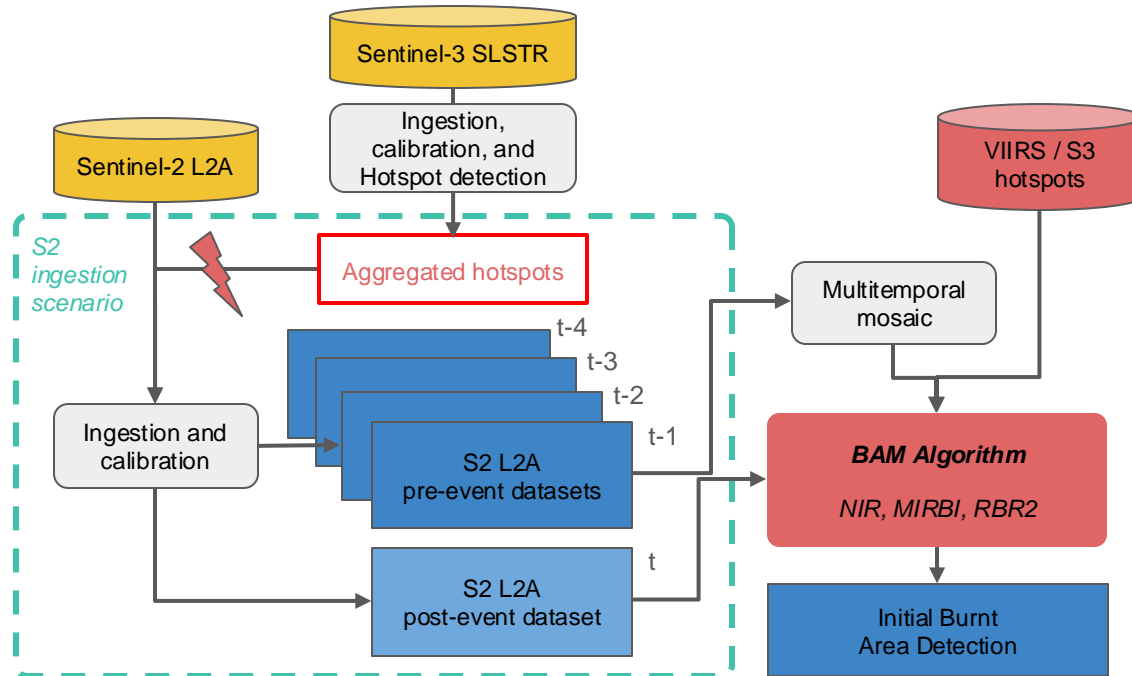 Sentinel-3 SLSTR
Ingestion,
calibration, and
Hotspot detection
Sentinel-2 L2A
VIIRS / S3
hotspots
S2
ingestion
scenario
Aggregated hotspots
Multitemporal
mosaic
t-4
t-3
t-2
t-1
Ingestion and
calibration
S2 L2A
pre-event datasets
BAM Algorithm
NIR, MIRBI, RBR2
t
S2 L2A
post-event dataset
Initial Burnt
Area Detection